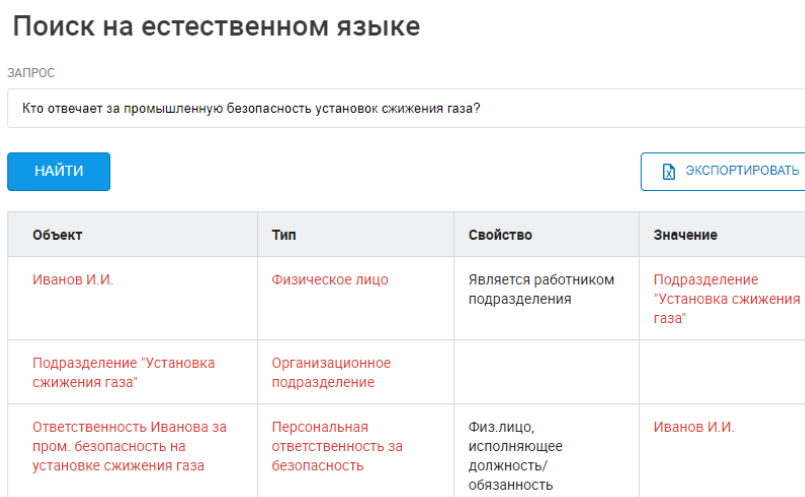 Поиск на естественном языке
ЗАПРОС
Кто отвечает за промышленную безопасность установок сжижения газа?
НАЙТИ
ЭКСПОРТИРОВАТЬ
Объект Тип Свойство Значение
Иванов И.И. Физическое лицо Является работником подразделения Подразделение "Установка сжижения газа"
Подразделение "Установка сжижения газа" Организационное подразделение
Ответственность Иванова за пром. безопасность на установке сжижения газа Персональная ответственность за безопасность Физ.лицо, исполняющее должность/ обязанность Иванов И.И.